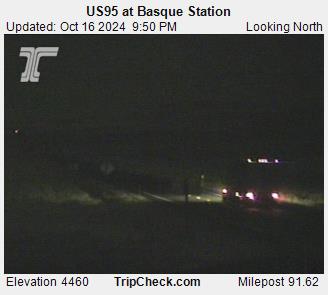 US95 at Basque Station
Updated: Oct 16 2024 9:50 PM Looking North
Elevation 4460 TripCheck.com Milepost 91.62